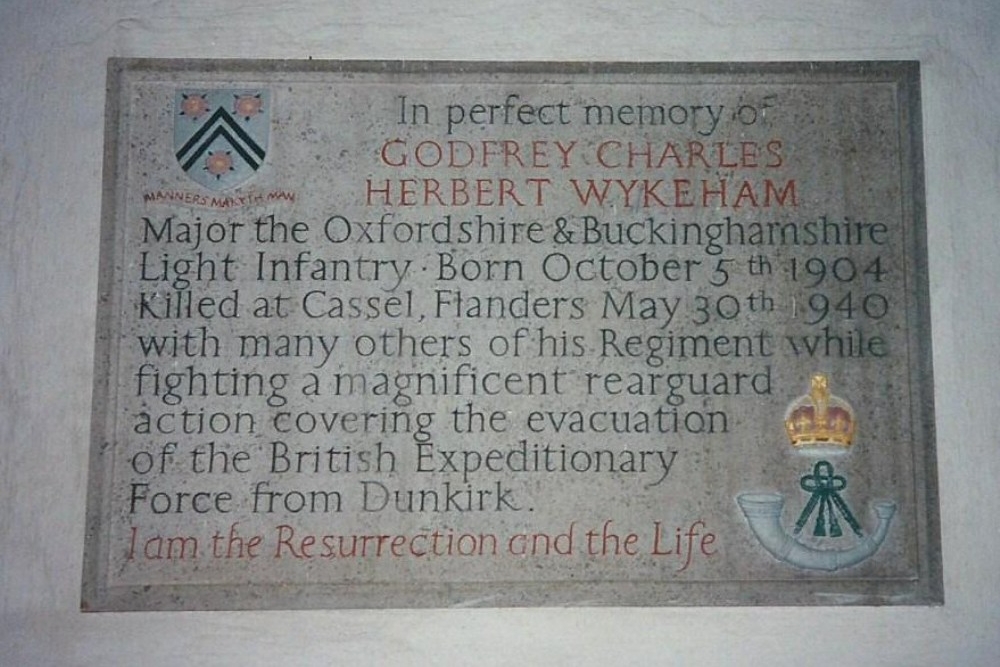 In perfect memory of
GODFREY CHARLES
HERBERT WYKEHAM
MANNERS MAKYTH MAN
Major the Oxfordshire & Buckinghamshire
Light Infantry · Born October 5th 1904
Killed at Cassel, Flanders May 30th 1940
with many others of his Regiment while
fighting a magnificent rearguard
action covering the evacuation
of the British Expeditionary
Force from Dunkirk.
I am the Resurrection and the Life